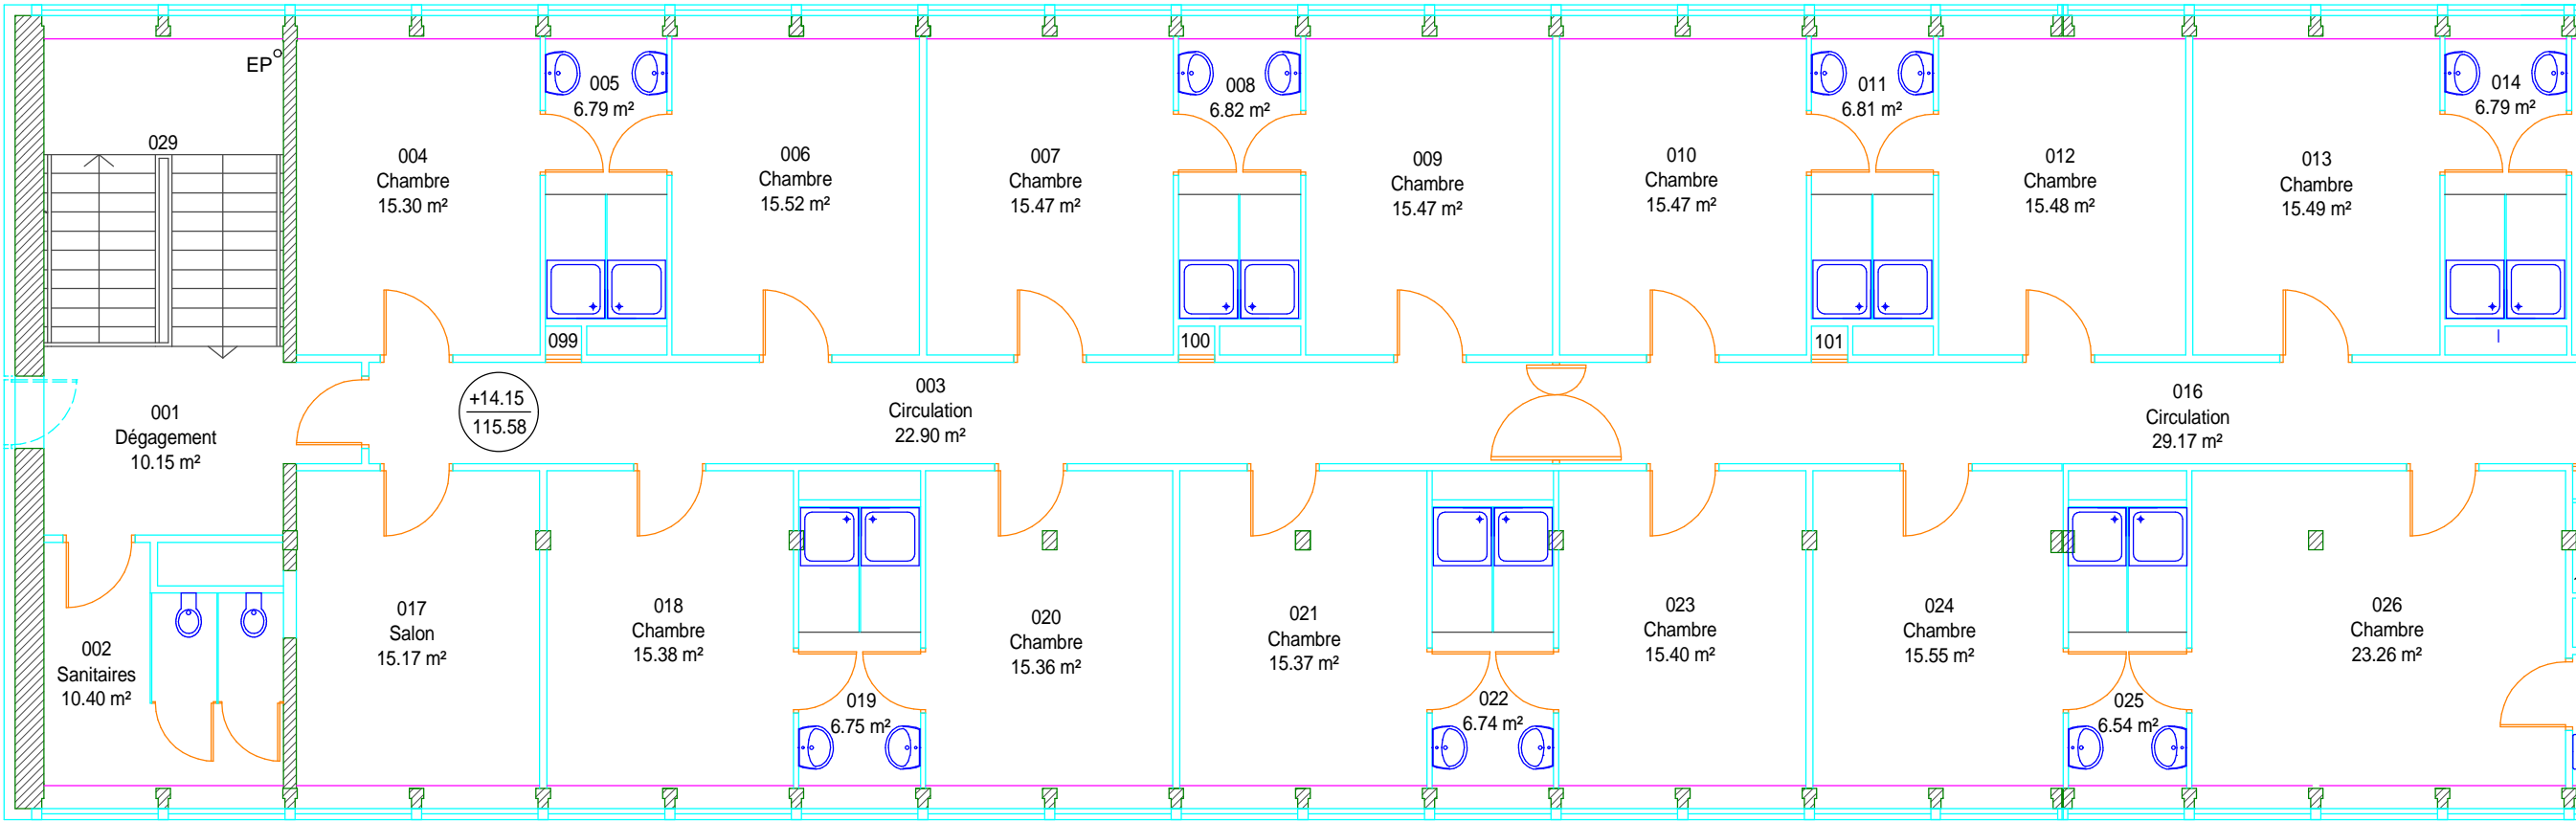 EP
029
004
Chambre
15.30 m²
005
6.79 m²
006
Chambre
15.52 m²
007
Chambre
15.47 m²
008
6.82 m²
009
Chambre
15.47 m²
010
Chambre
15.47 m²
011
6.81 m²
012
Chambre
15.48 m²
013
Chambre
15.49 m²
014
6.79 m²
099
100
101
001
Dégagement
10.15 m²
+14.15
115.58
003
Circulation
22.90 m²
016
Circulation
29.17 m²
002
Sanitaires
10.40 m²
017
Salon
15.17 m²
018
Chambre
15.38 m²
019
6.75 m²
020
Chambre
15.36 m²
021
Chambre
15.37 m²
022
6.74 m²
023
Chambre
15.40 m²
024
Chambre
15.55 m²
025
6.54 m²
026
Chambre
23.26 m²